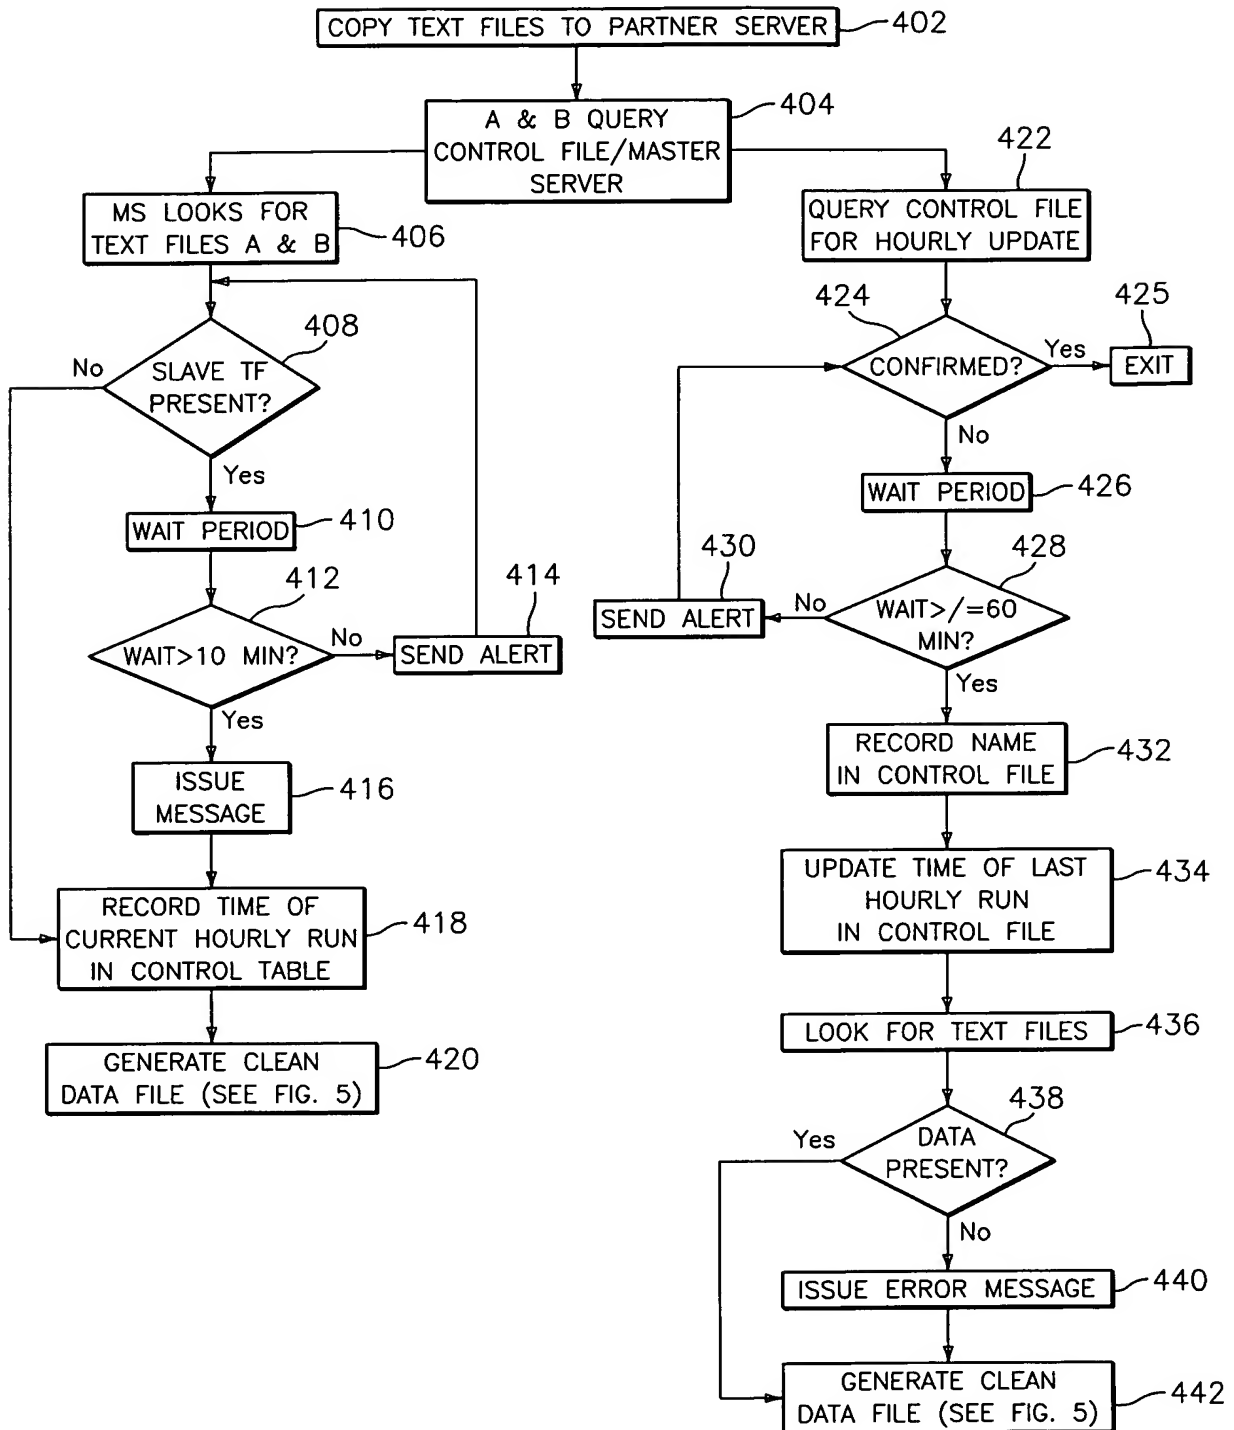 COPY TEXT FILES TO PARTNER SERVER
402
A & B QUERY
CONTROL FILE/MASTER
SERVER
404
MS LOOKS FOR
TEXT FILES A & B
406
SLAVE TF
PRESENT?
408
No
Yes
WAIT PERIOD
410
WAIT>10 MIN?
412
No
SEND ALERT
414
Yes
ISSUE
MESSAGE
416
RECORD TIME OF
CURRENT HOURLY RUN
IN CONTROL TABLE
418
GENERATE CLEAN
DATA FILE (SEE FIG. 5)
420
422
QUERY CONTROL FILE
FOR HOURLY UPDATE
424
CONFIRMED?
Yes
425
EXIT
No
WAIT PERIOD
426
428
WAIT>/=60
MIN?
No
430
SEND ALERT
Yes
RECORD NAME
IN CONTROL FILE
432
UPDATE TIME OF LAST
HOURLY RUN
IN CONTROL FILE
434
LOOK FOR TEXT FILES
436
438
DATA
PRESENT?
Yes
No
ISSUE ERROR MESSAGE
440
GENERATE CLEAN
DATA FILE (SEE FIG. 5)
442